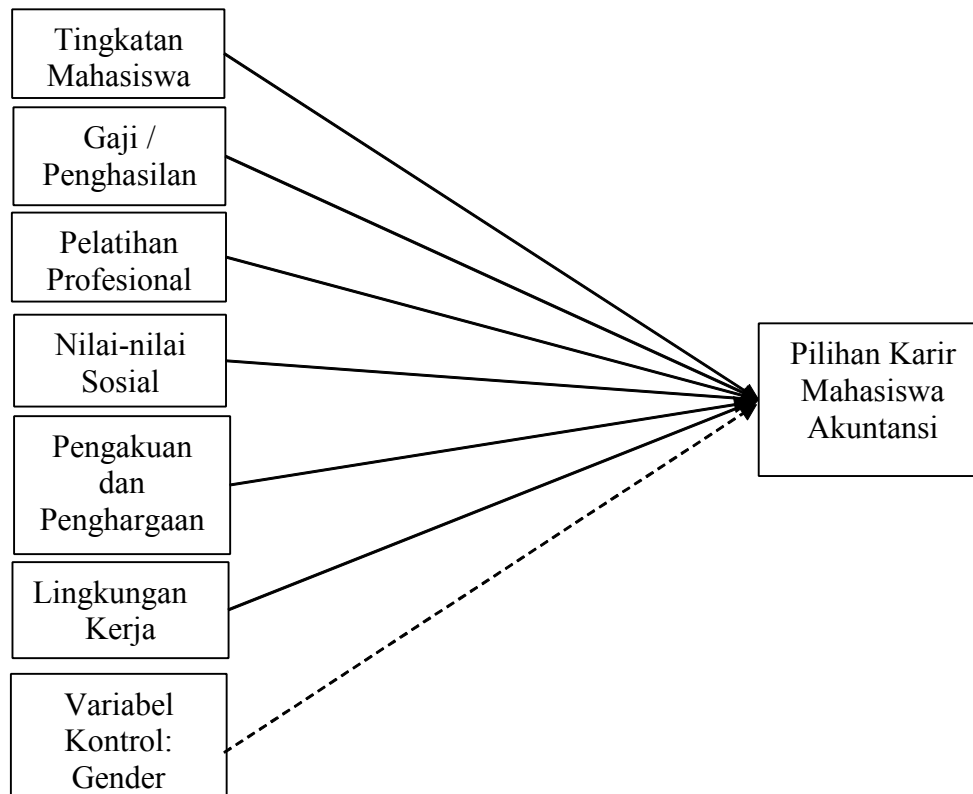 Tingkatan
Mahasiswa
Gaji /
Penghasilan
Pelatihan
Profesional
Nilai-nilai
Sosial
Pengakuan
dan
Penghargaan
Lingkungan
Kerja
Variabel
Kontrol:
Gender
Pilihan Karir
Mahasiswa
Akuntansi